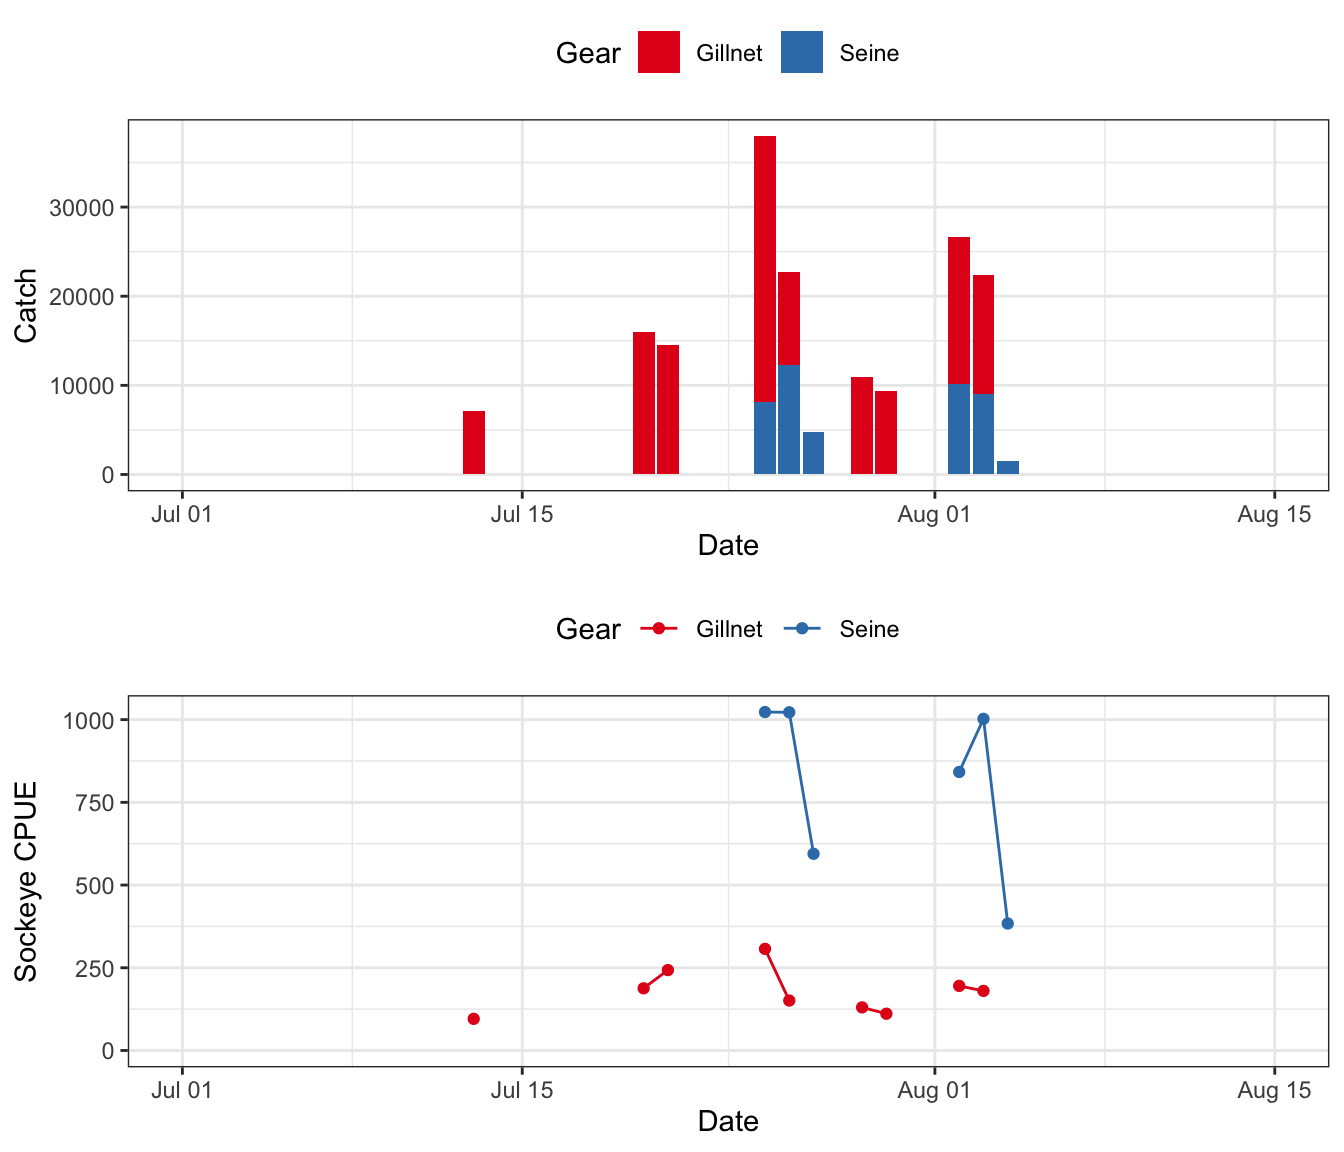 Gear Gillnet Seine
30000
20000
10000
0
Catch
Jul 01 Jul 15 Aug 01 Aug 15
Date
Gear Gillnet Seine
1000
750
500
250
0
Sockeye CPUE
Jul 01 Jul 15 Aug 01 Aug 15
Date